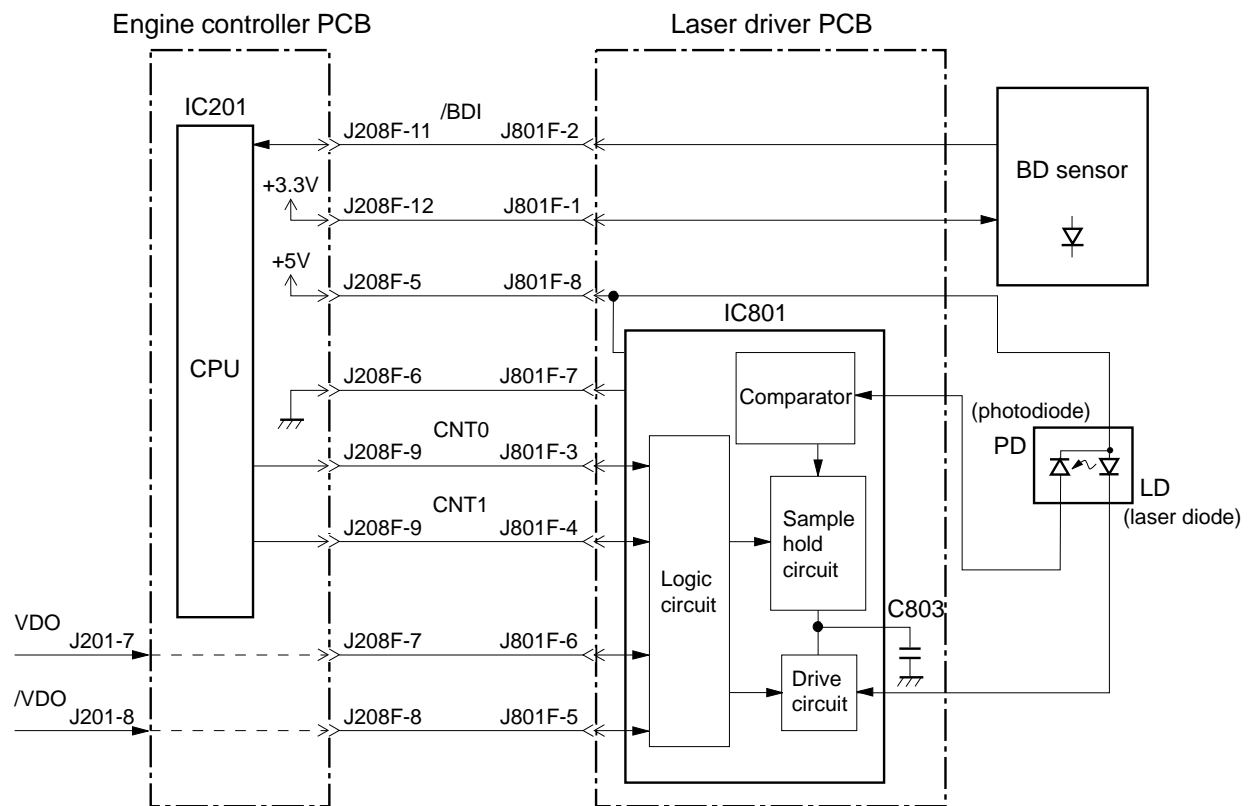 Engine controller PCB
Laser driver PCB
IC201
/BDI
J208F-11
J801F-2
BD sensor
+3.3V
J208F-12
J801F-1
+5V
J208F-5
J801F-8
IC801
CPU
J208F-6
J801F-7
Comparator
(photodiode)
PD
CNT0
J208F-9
J801F-3
LD
(laser diode)
CNT1
J208F-9
J801F-4
Sample
hold
circuit
Logic
circuit
C803
VDO
J201-7
J208F-7
J801F-6
Drive
circuit
/VDO
J201-8
J208F-8
J801F-5